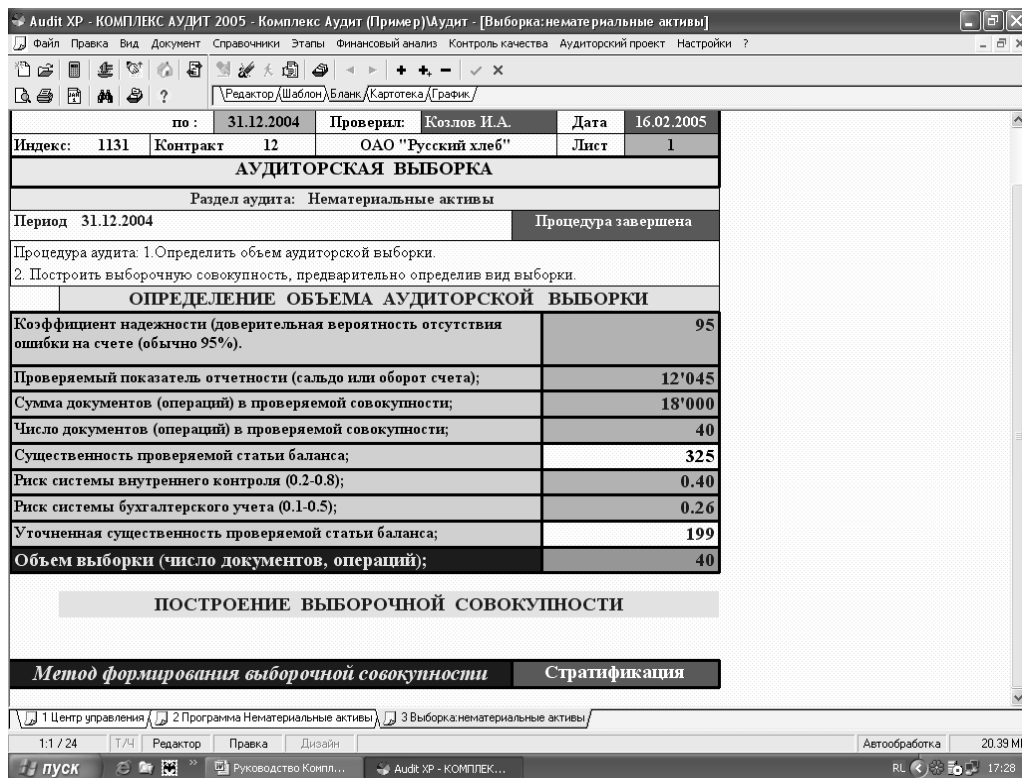 Audit XP - КОМПЛЕКС АУДИТ 2005 - Комплекс Аудит (Пример)\Аудит - [Выборка:нематериальные активы]
Файл Правка Вид Документ Справочники Этапы Финансовый анализ Контроль качества Аудиторский проект Настройки ?
Редактор Шаблон Бланк Картотека График
по : 31.12.2004 Проверил: Козлов И.А. Дата 16.02.2005
Индекс: 1131 Контракт 12 ОАО "Русский хлеб" Лист 1
АУДИТОРСКАЯ ВЫБОРКА
Раздел аудита: Нематериальные активы
Период 31.12.2004 Процедура завершена
Процедура аудита: 1.Определить объем аудиторской выборки.
2. Построить выборочную совокупность, предварительно определив вид выборки.
ОПРЕДЕЛЕНИЕ ОБЪЕМА АУДИТОРСКОЙ ВЫБОРКИ
Коэффициент надежности (доверительная вероятность отсутствия 95
ошибки на счете (обычно 95%).
Проверяемый показатель отчетности (сальдо или оборот счета); 12'045
Сумма документов (операций) в проверяемой совокупности; 18'000
Число документов (операций) в проверяемой совокупности; 40
Существенность проверяемой статьи баланса; 325
Риск системы внутреннего контроля (0.2-0.8); 0.40
Риск системы бухгалтерского учета (0.1-0.5); 0.26
Уточненная существенность проверяемой статьи баланса; 199
Объем выборки (число документов, операций); 40
ПОСТРОЕНИЕ ВЫБОРОЧНОЙ СОВОКУПНОСТИ
Метод формирования выборочной совокупности Стратификация
1 Центр управления 2 Программа Нематериальные активы 3 Выборка:нематериальные активы
1:1 / 24 Т/Ч Редактор Правка Дизайн Автообработка 20.39 МІ
пуск » Руководство Компл... Audit XP - КОМПЛЕК... RL 17:28